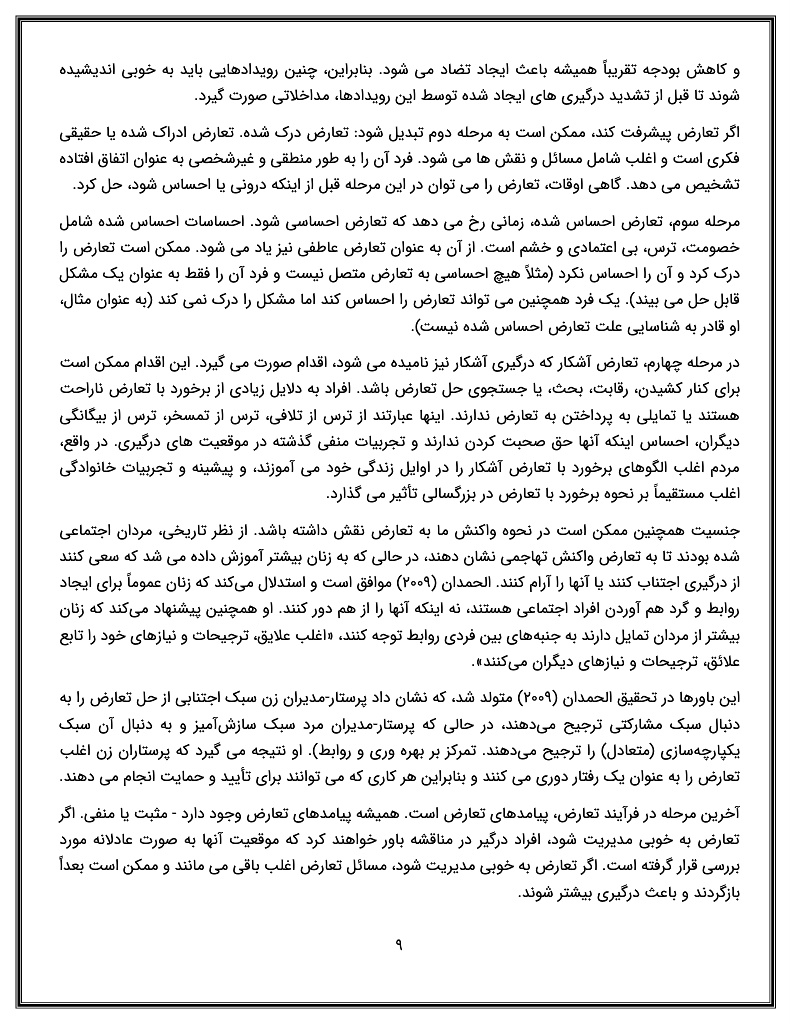 و کاهش بودجه تقریباً همیشه باعث ایجاد تضاد می شود. بنابراین، چنین رویدادهایی باید به خوبی اندیشیده
شوند تا قبل از تشدید درگیری های ایجاد شده توسط این رویدادها، مداخلاتی صورت گیرد.
اگر تعارض پیشرفت کند، ممکن است به مرحله دوم تبدیل شود: تعارض درک شده. تعارض ادراک شده یا حقیقی
فکری است و اغلب شامل مسائل و نقش ها می شود. فرد آن را به طور منطقی و غیرشخصی به عنوان اتفاق افتاده
تشخیص می دهد. گاهی اوقات، تعارض را می توان در این مرحله قبل از اینکه درونی یا احساس شود، حل کرد.
مرحله سوم، تعارض احساس شده، زمانی رخ می دهد که تعارض احساسی شود. احساسات احساس شده شامل
خصومت، ترس، بی اعتمادی و خشم است. از آن به عنوان تعارض عاطفی نیز یاد می شود. ممکن است تعارض را
درک کرد و آن را احساس نکرد (مثلاً هیچ احساسی به تعارض متصل نیست و فرد آن را فقط به عنوان یک مشکل
قابل حل می بیند). یک فرد همچنین می تواند تعارض را احساس کند اما مشکل را درک نمی کند (به عنوان مثال،
او قادر به شناسایی علت تعارض احساس شده نیست).
در مرحله چهارم، تعارض آشکار که درگیری آشکار نیز نامیده می شود، اقدام صورت می گیرد. این اقدام ممکن است
برای کنار کشیدن، رقابت، بحث، یا جستجوی حل تعارض باشد. افراد به دلایل زیادی از برخورد با تعارض ناراحت
هستند یا تمایلی به پرداختن به تعارض ندارند. اینها عبارتند از ترس از تلافی، ترس از تمسخر، ترس از بیگانگی
دیگران، احساس اینکه آنها حق صحبت کردن ندارند و تجربیات منفی گذشته در موقعیت های درگیری. در واقع،
مردم اغلب الگوهای برخورد با تعارض آشکار را در اوایل زندگی خود می آموزند، و پیشینه و تجربیات خانوادگی
اغلب مستقیماً بر نحوه برخورد با تعارض در بزرگسالی تأثیر می گذارد.
جنسیت همچنین ممکن است در نحوه واکنش ما به تعارض نقش داشته باشد. از نظر تاریخی، مردان اجتماعی
شده بودند تا به تعارض واکنش تهاجمی نشان دهند، در حالی که به زنان بیشتر آموزش داده می شد که سعی کنند
از درگیری اجتناب کنند یا آنها را آرام کنند. الحمدان (۲۰۰۹) موافق است و استدلال می‌کند که زنان عموماً برای ایجاد
روابط و گرد هم آوردن افراد اجتماعی هستند، نه اینکه آنها را از هم دور کنند. او همچنین پیشنهاد می‌کند که زنان
بیشتر از مردان تمایل دارند به جنبه‌های بین فردی روابط توجه کنند، «اغلب علایق، ترجیحات و نیازهای خود را تابع
علائق، ترجیحات و نیازهای دیگران می‌کنند».
این باورها در تحقیق الحمدان (۲۰۰۹) متولد شد، که نشان داد پرستار-مدیران زن سبک اجتنابی از حل تعارض را به
دنبال سبک مشارکتی ترجیح می‌دهند، در حالی که پرستار-مدیران مرد سبک سازش‌آمیز و به دنبال آن سبک
یکپارچه‌سازی (متعادل) را ترجیح می‌دهند. تمرکز بر بهره وری و روابط). او نتیجه می گیرد که پرستاران زن اغلب
تعارض را به عنوان یک رفتار دوری می کنند و بنابراین هر کاری که می توانند برای تأیید و حمایت انجام می دهند.
آخرین مرحله در فرآیند تعارض، پیامدهای تعارض است. همیشه پیامدهای تعارض وجود دارد - مثبت یا منفی. اگر
تعارض به خوبی مدیریت شود، افراد درگیر در مناقشه باور خواهند کرد که موقعیت آنها به صورت عادلانه مورد
بررسی قرار گرفته است. اگر تعارض به خوبی مدیریت شود، مسائل تعارض اغلب باقی می مانند و ممکن است بعداً
بازگردند و باعث درگیری بیشتر شوند.
۹